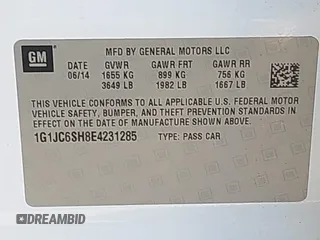 GM
MFD BY GENERAL MOTORS LLC
DATE GVWR GAWR FRT GAWR RR
06/14 1655 KG 899 KG 756 KG
3649 LB 1982 LB 1667 LB
THIS VEHICLE CONFORMS TO ALL APPLICABLE
U.S. FEDERAL MOTOR VEHICLE
SAFETY, BUMPER, AND THEFT PREVENTION
STANDARDS IN EFFECT ON THE DATE OF
MANUFACTURE SHOWN ABOVE.
1G1JC6SH8E4231285 TYPE: PASS CAR
DREAMBID